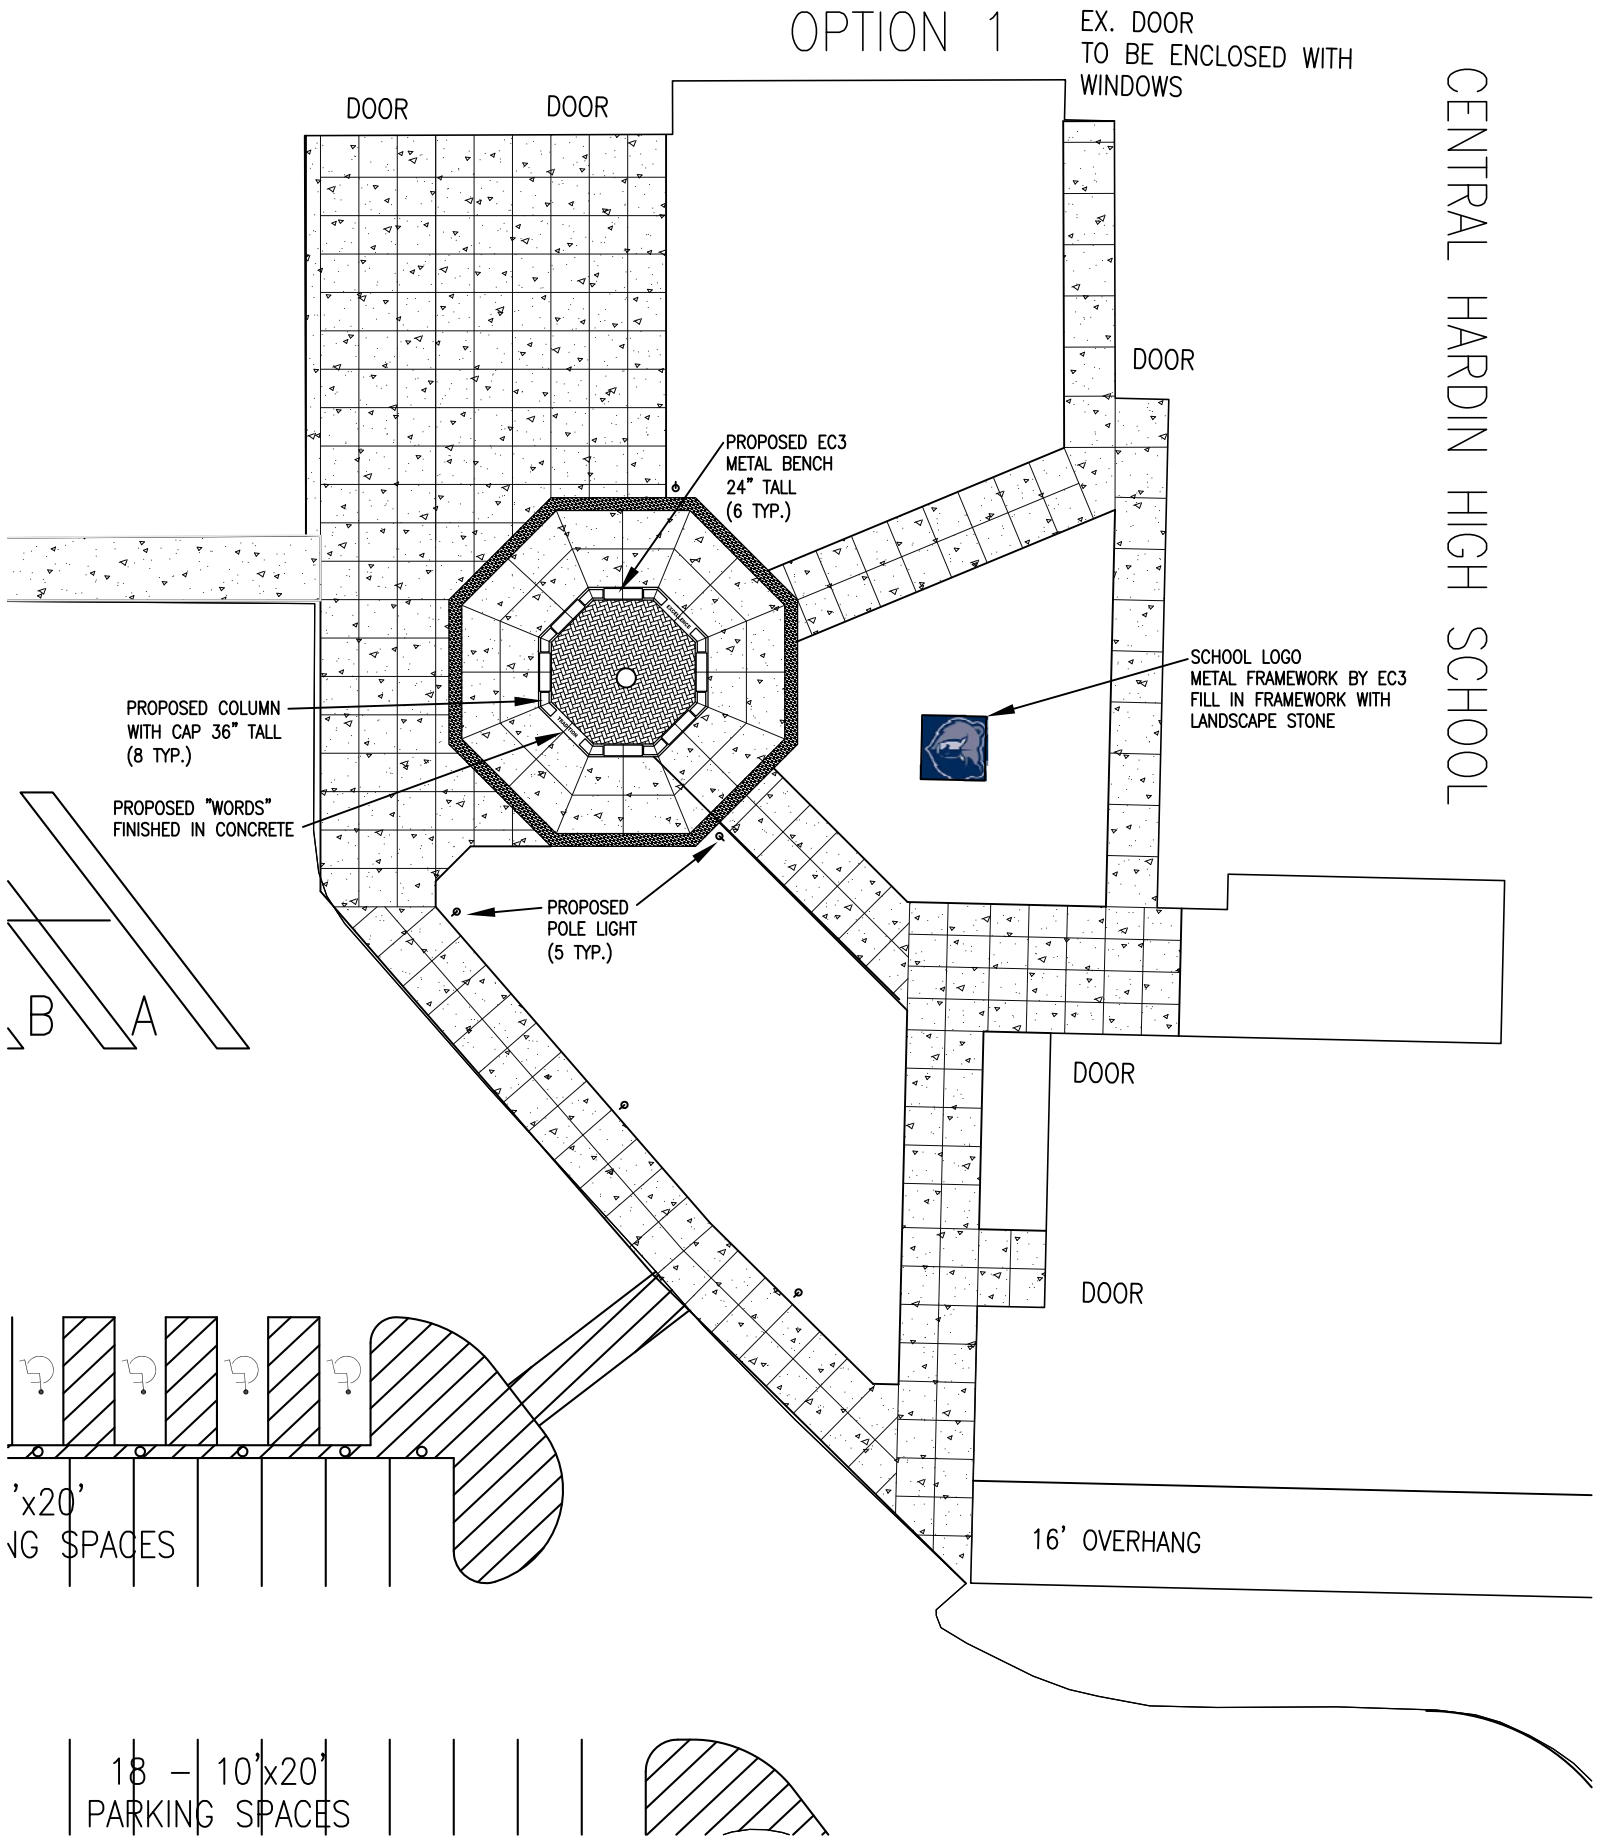 OPTION 1
EX. DOOR
TO BE ENCLOSED WITH
WINDOWS
DOOR
DOOR
CENTRAL HARDIN HIGH SCHOOL
DOOR
PROPOSED EC3
METAL BENCH
24" TALL
(6 TYP.)
EXCELLENCE
SCHOOL LOGO
METAL FRAMEWORK BY EC3
FILL IN FRAMEWORK WITH
LANDSCAPE STONE
PROPOSED COLUMN
WITH CAP 36" TALL
(8 TYP.)
TRADITION
PROPOSED "WORDS"
FINISHED IN CONCRETE
PROPOSED
POLE LIGHT
(5 TYP.)
B
A
DOOR
DOOR
'x20'
NG SPACES
16' OVERHANG
18 - 10'x20'
PARKING SPACES